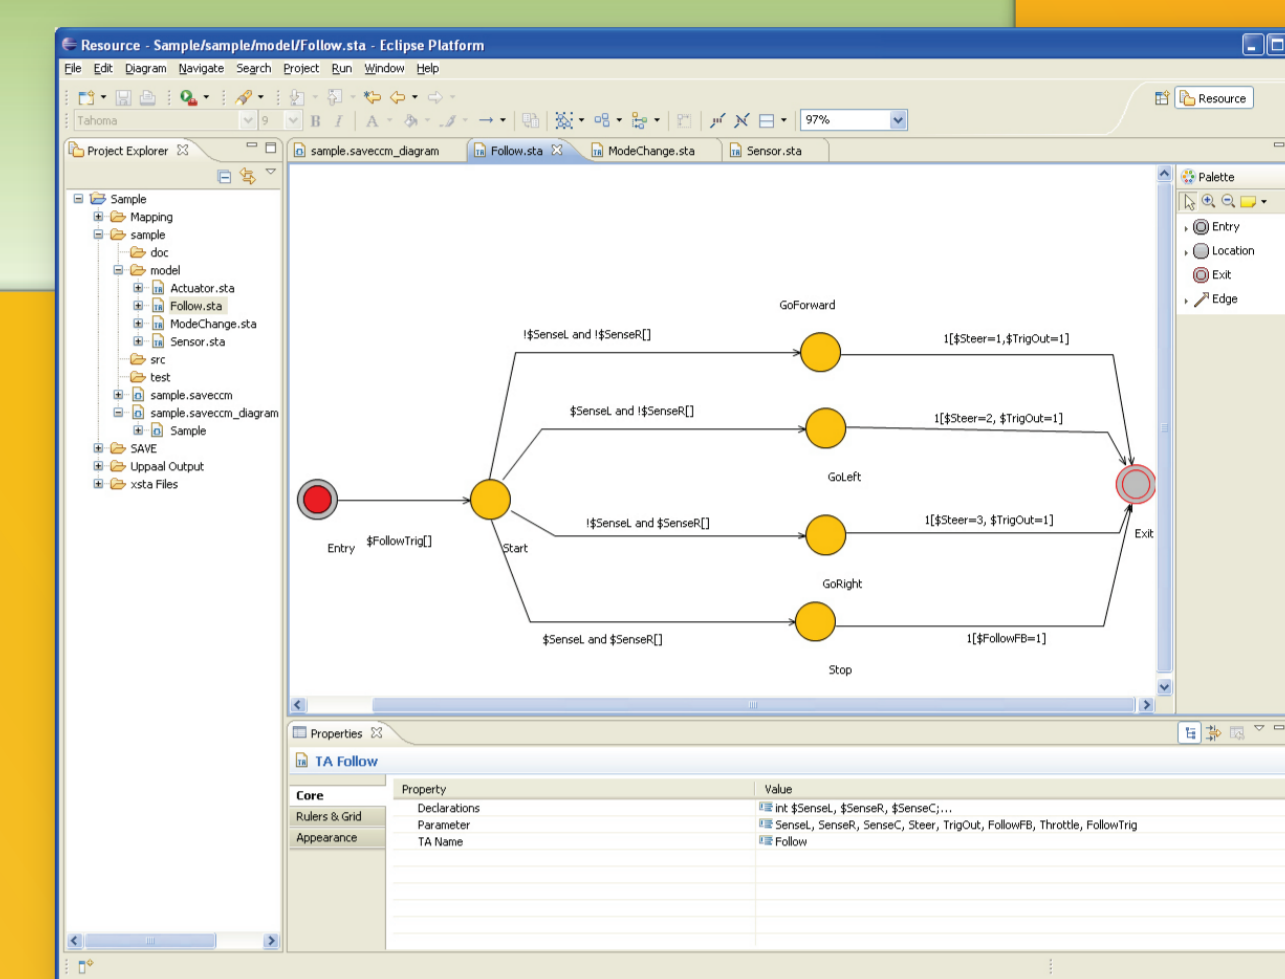 Resource - Sample/sample/model/Follow.sta - Eclipse Platform
File Edit Diagram Navigate Search Project Run Window Help
Resource
Tahoma 9 B I A 97%
Project Explorer
sample.saveccm_diagram Follow.sta ModeChange.sta Sensor.sta
Sample
Mapping
sample
doc
model
Actuator.sta
Follow.sta
ModeChange.sta
Sensor.sta
src
test
sample.saveccm
sample.saveccm_diagram
Sample
SAVE
Uppaal Output
xsta Files
GoForward
!$SenseL and !$SenseR[]
1[$Steer=1,$TrigOut=1]
$SenseL and !$SenseR[]
1[$Steer=2, $TrigOut=1]
GoLeft
!$SenseL and $SenseR[]
1[$Steer=3, $TrigOut=1]
Exit
Entry
$FollowTrig[]
Start
GoRight
$SenseL and $SenseR[]
1[$FollowFB=1]
Stop
Palette
Entry
Location
Exit
Edge
Properties
TA Follow
Core
Rulers & Grid
Appearance
Property Value
Declarations int $SenseL, $SenseR, $SenseC;...
Parameter SenseL, SenseR, SenseC, Steer, TrigOut, FollowFB, Throttle, FollowTrig
TA Name Follow